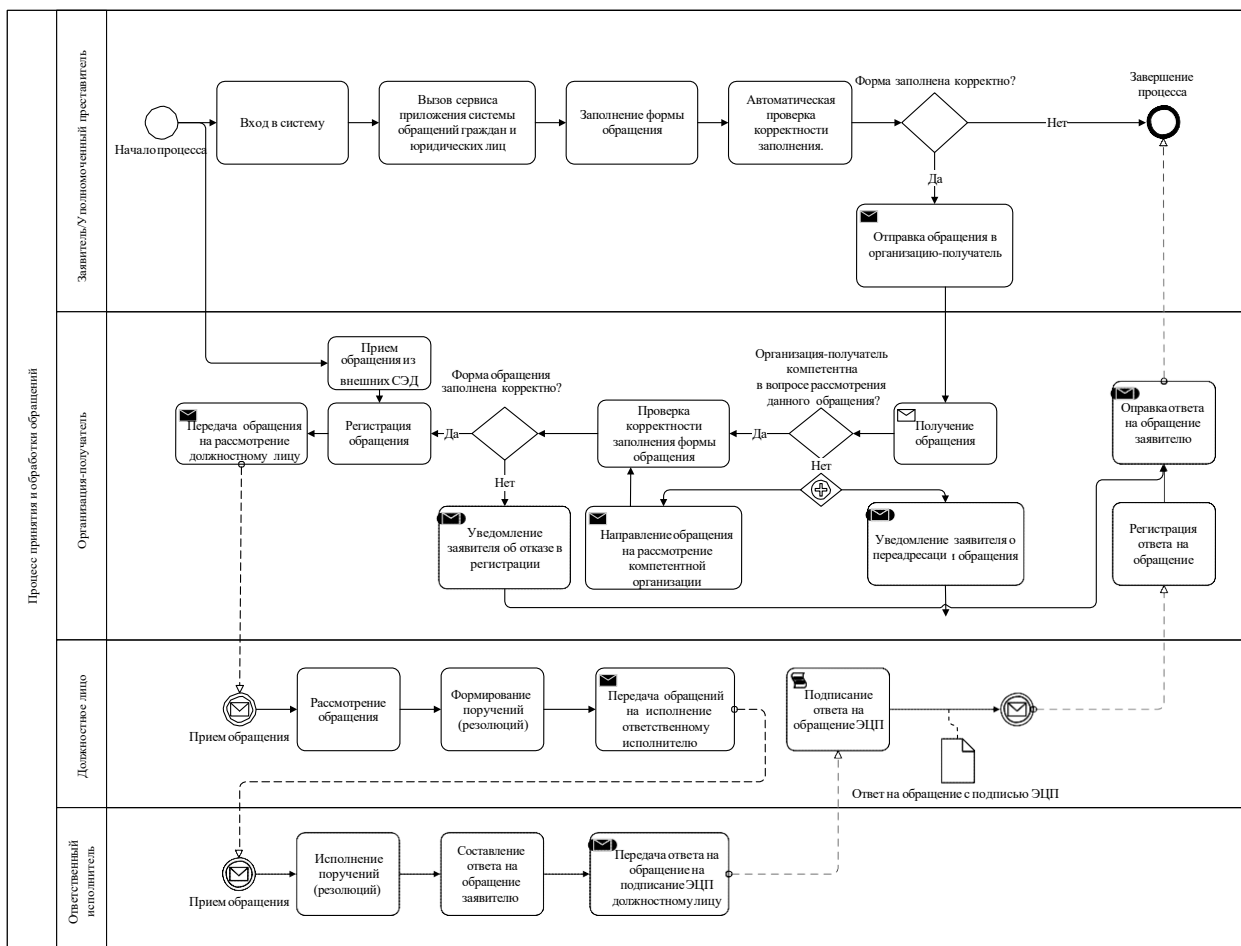 Процесс принятия и обработки обращений
Заявитель/Уполномоченный преставитель
Начало процесса
Вход в систему
Вызов сервиса
приложения системы
обращений граждан и
юридических лиц
Заполнение формы
обращения
Автоматическая
проверка
корректности
заполнения.
Форма заполнена корректно?
Нет
Да
Завершение
процесса
Отправка обращения в
организацию-получатель
Организация-получатель
Прием
обращения из
внешних СЭД
Передача обращения
на рассмотрение
должностному лицу
Регистрация
обращения
Да
Форма обращения
заполнена корректно?
Нет
Проверка
корректности
заполнения формы
обращения
Да
Организация-получатель
компетентна
в вопросе рассмотрения
данного обращения?
Нет
Получение
обращения
Оправка ответа
на обращение
заявителю
Уведомление
заявителя об отказе в
регистрации
Направление обращения
на рассмотрение
компетентной
организации
Уведомление заявителя о
переадресаци и обращения
Регистрация
ответа на
обращение
Должностное лицо
Прием обращения
Рассмотрение
обращения
Формирование
поручений
(резолюций)
Передача обращений
на исполнение
ответственному
исполнителю
Подписание
ответа на
обращение ЭЦП
Ответ на обращение с подписью ЭЦП
Ответственный
исполнитель
Прием обращения
Исполнение
поручений
(резолюций)
Составление
ответа на
обращение
заявителю
Передача ответа на
обращение на
подписание ЭЦП
должностному лицу